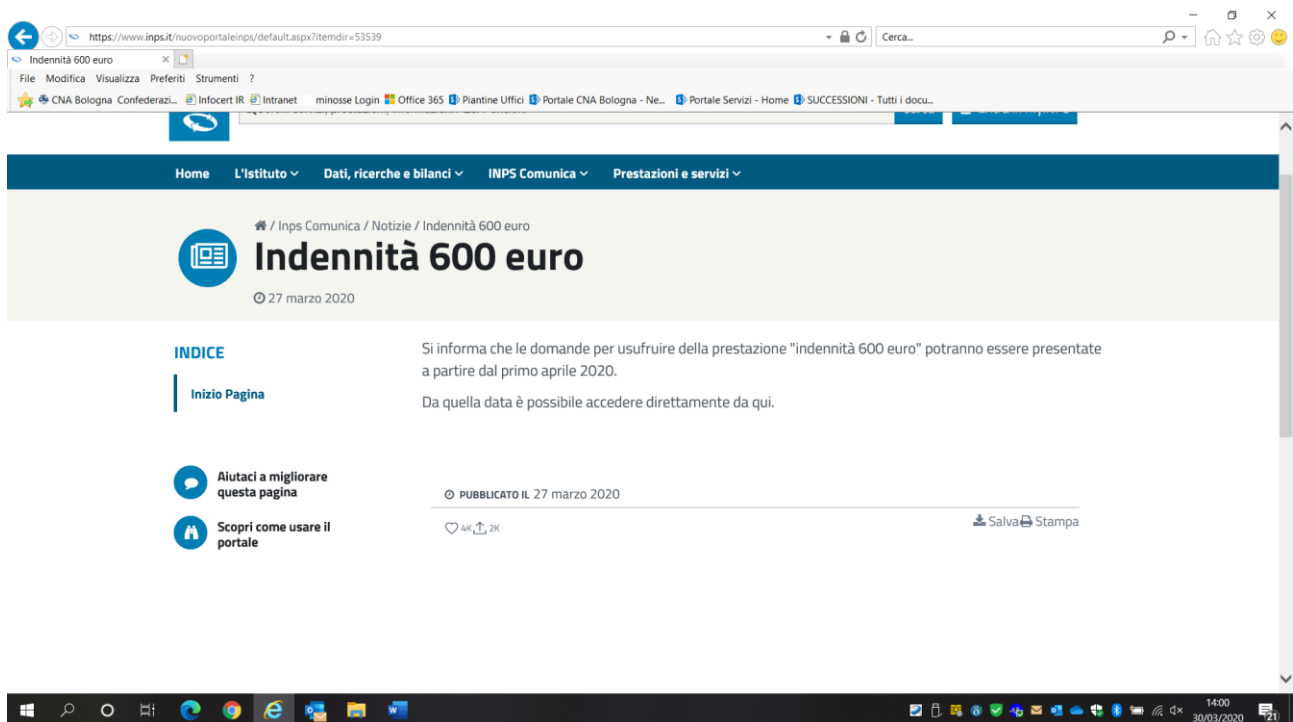 https://www.inps.it/nuovoportaleinps/default.aspx?itemdir=53539
Cerca...
Indennità 600 euro
File Modifica Visualizza Preferiti Strumenti ?
CNA Bologna Confederazi... Infocert IR Intranet minosse Login Office 365 Piantine Uffici Portale CNA Bologna - Ne... Portale Servizi - Home SUCCESSIONI - Tutti i docu...
Home L'Istituto Dati, ricerche e bilanci INPS Comunica Prestazioni e servizi
/ Inps Comunica / Notizie / Indennità 600 euro
Indennità 600 euro
27 marzo 2020
INDICE
Inizio Pagina
Si informa che le domande per usufruire della prestazione "indennità 600 euro" potranno essere presentate
a partire dal primo aprile 2020.
Da quella data è possibile accedere direttamente da qui.
Aiutaci a migliorare
questa pagina
Scopri come usare il
portale
PUBBLICATO IL 27 marzo 2020
4K 2K
Salva Stampa
14:00
30/03/2020
21